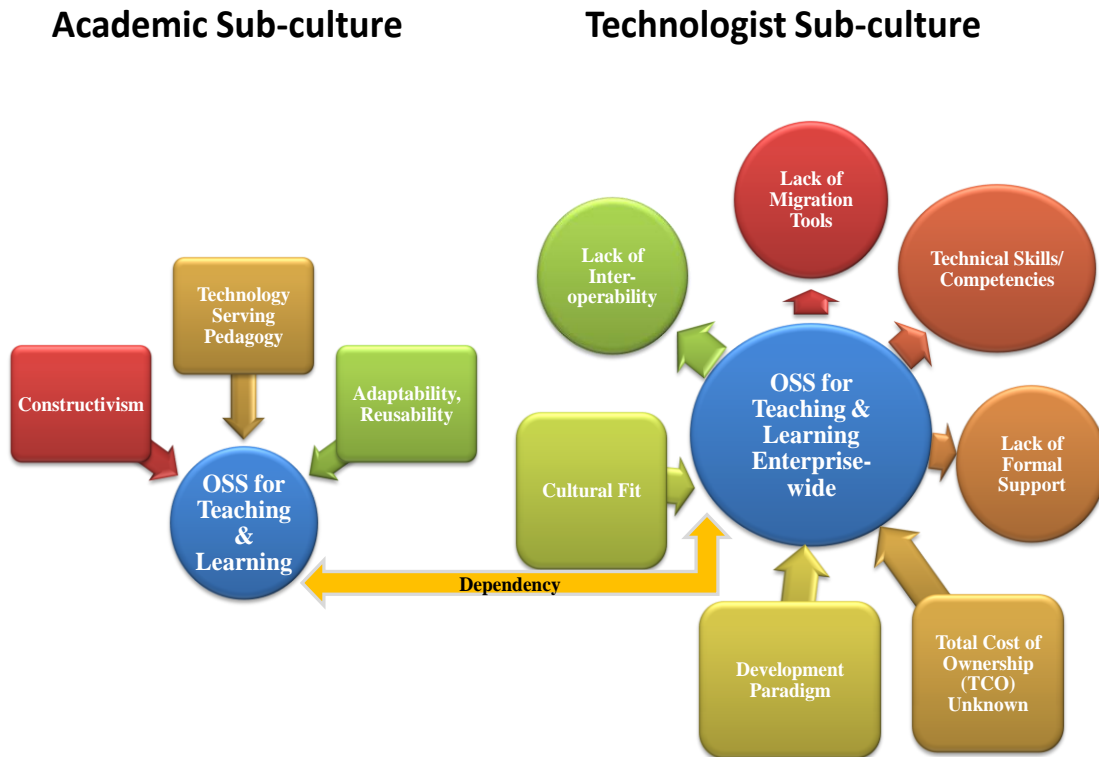 Academic Sub-culture
Technologist Sub-culture
Technology
Serving
Pedagogy
Constructivism
Adaptability,
Reusability
OSS for
Teaching
&
Learning
Dependency
Lack of
Migration
Tools
Lack of
Inter-
operability
Technical Skills/
Competencies
OSS for
Teaching &
Learning
Enterprise-
wide
Cultural Fit
Lack of
Formal
Support
Development
Paradigm
Total Cost of
Ownership
(TCO)
Unknown